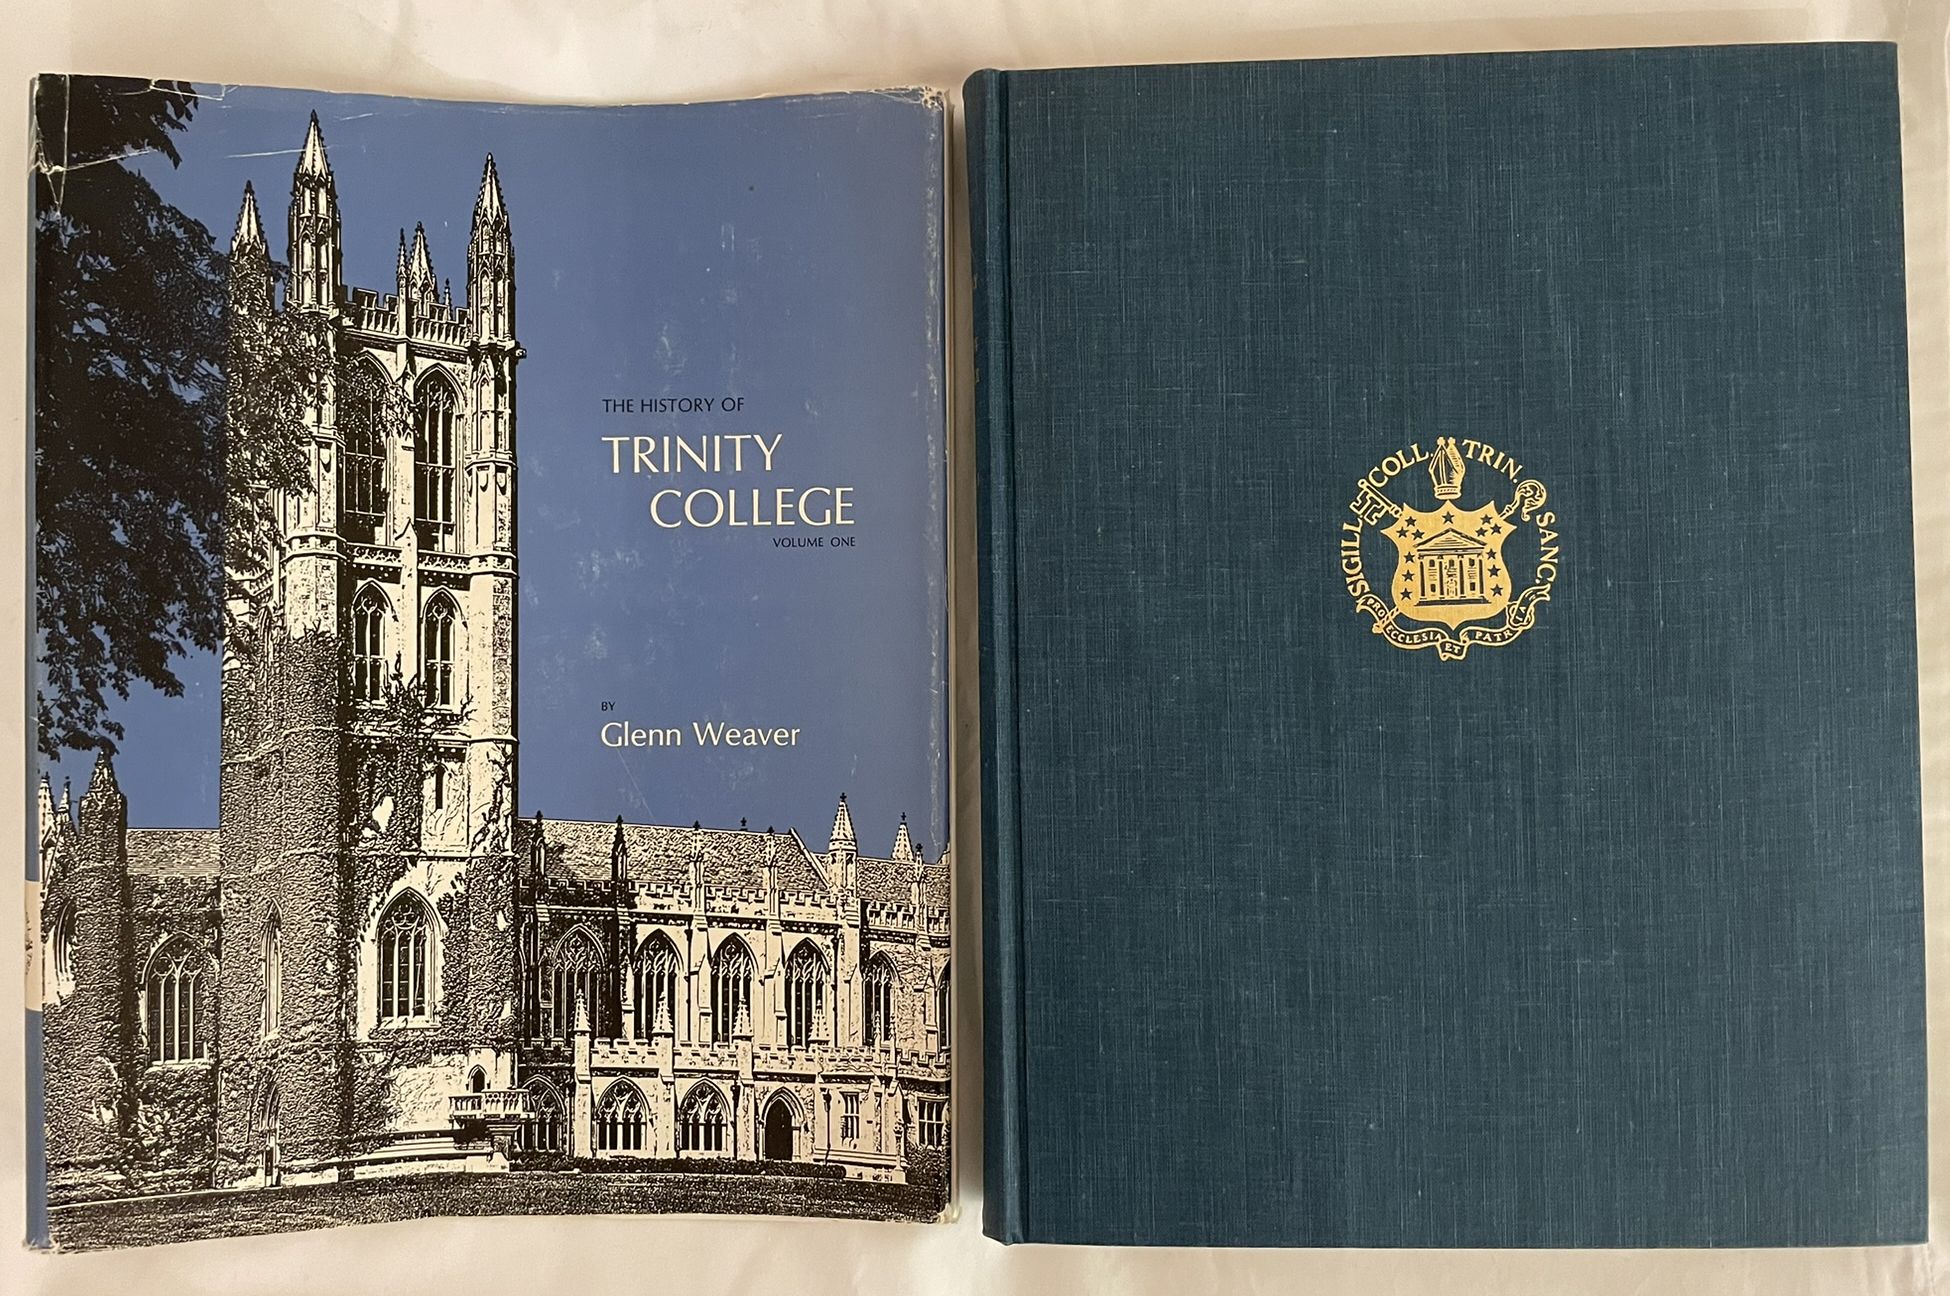 THE HISTORY OF
TRINITY
COLLEGE
VOLUME ONE
BY
Glenn Weaver
SIGILL COLL. TRIN. SANC.
PRO ECCLESIA ET PATRIA